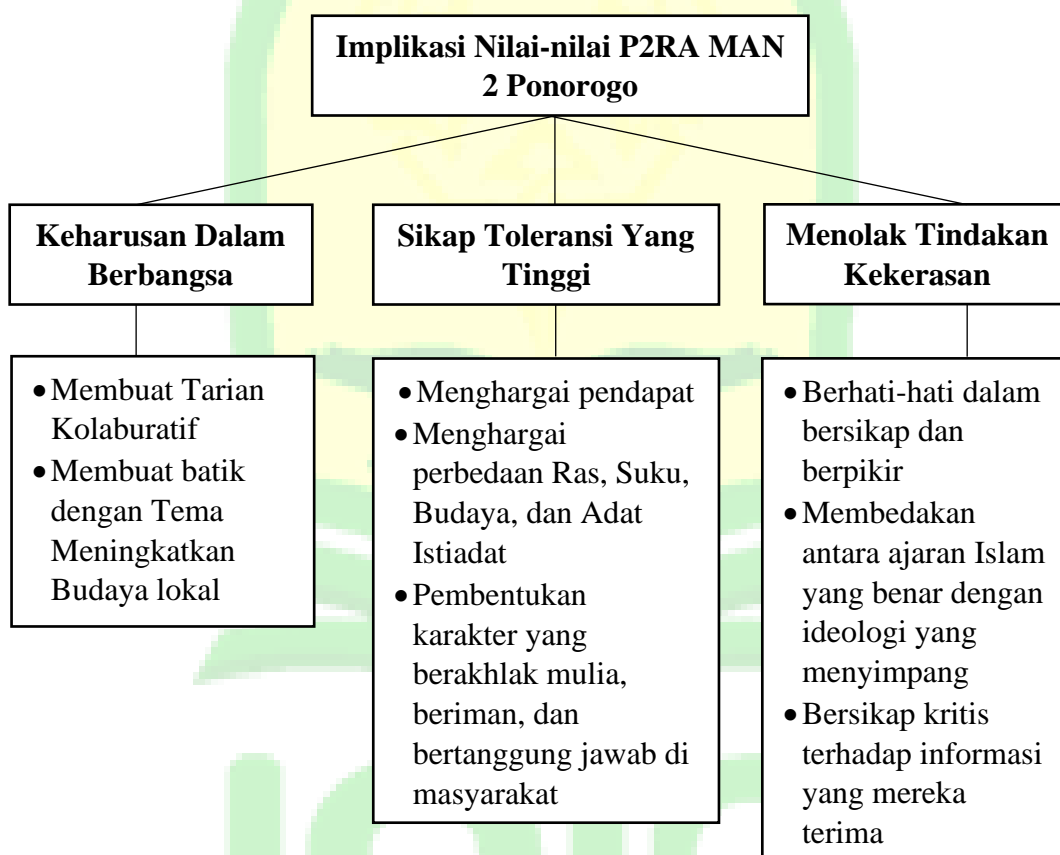 Implikasi Nilai-nilai P2RA MAN
2 Ponorogo
Keharusan Dalam
Berbangsa
Sikap Toleransi Yang
Tinggi
Menolak Tindakan
Kekerasan
• Membuat Tarian
Kolaburatif
• Membuat batik
dengan Tema
Meningkatkan
Budaya lokal
• Menghargai pendapat
• Menghargai
perbedaan Ras, Suku,
Budaya, dan Adat
Istiadat
• Pembentukan
karakter yang
berakhlak mulia,
beriman, dan
bertanggung jawab di
masyarakat
• Berhati-hati dalam
bersikap dan
berpikir
• Membedakan
antara ajaran Islam
yang benar dengan
ideologi yang
menyimpang
• Bersikap kritis
terhadap informasi
yang mereka
terima